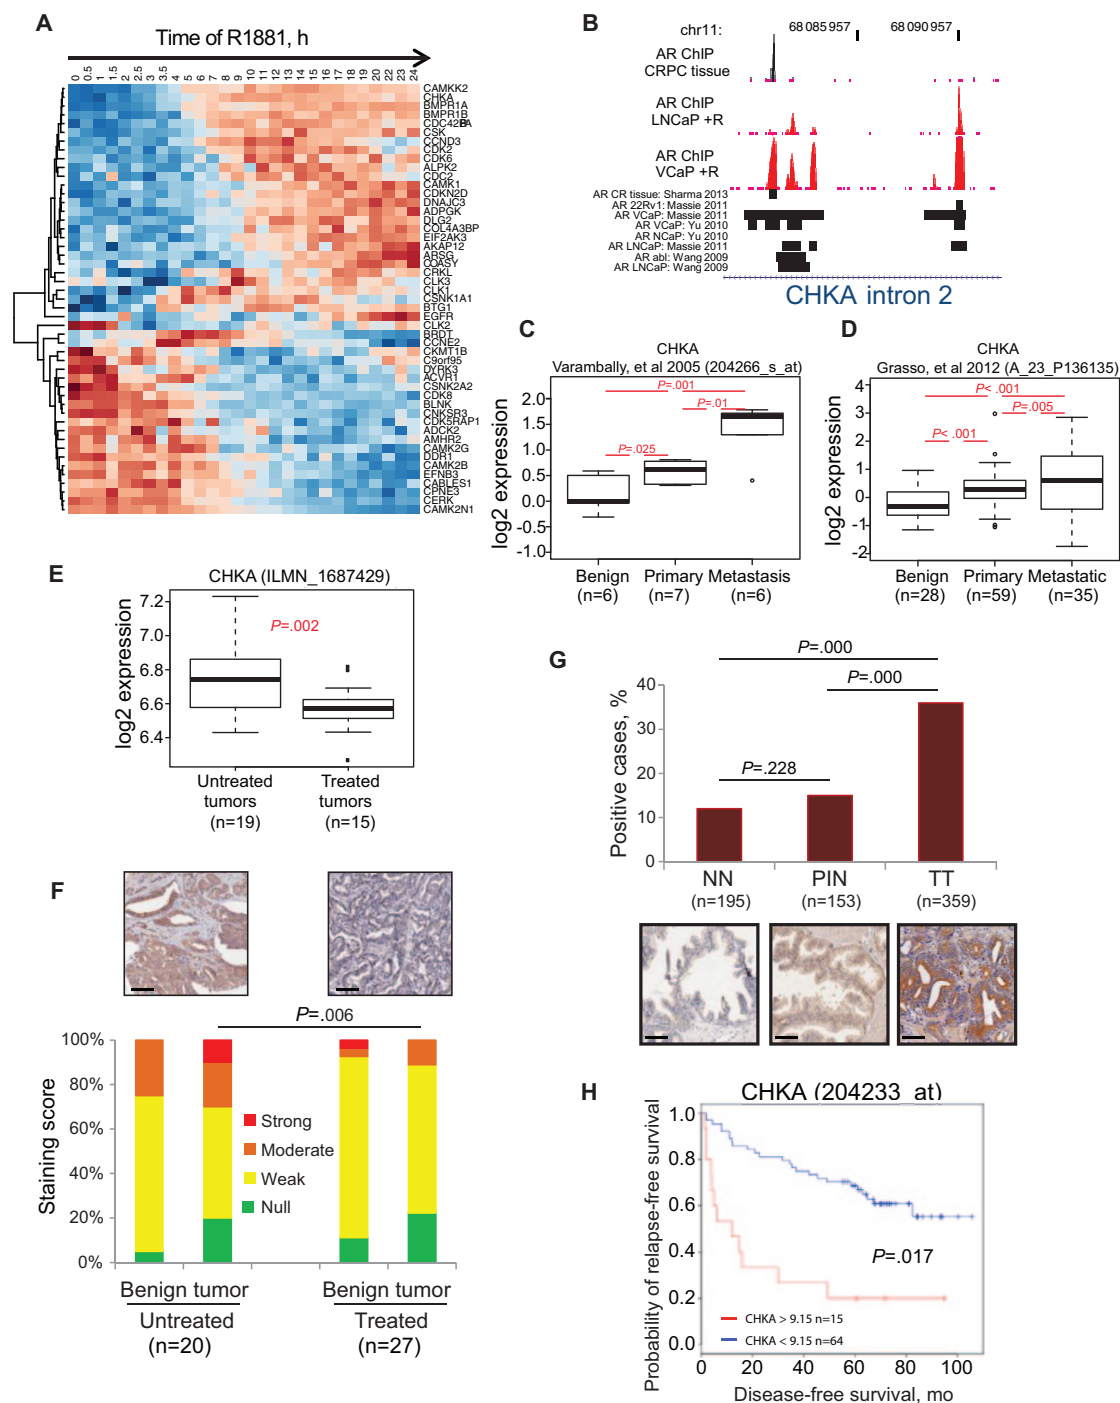 A
Time of R1881, h
0 0.5 1 1.5 2 2.5 3 3.5 4 5 6 7 8 9 10 11 12 13 14 15 16 17 18 19 20 22 23 24
CAMKK2
CHKA
BMPR1A
BMPR1B
CSK
CCND3
CDK2
CDK6
ALPK2
CDC2
CAMK1
CDKN2D
DNAJC3
ADPGK
DLG2
COL4A3BP
EIF2AK3
AKAP12
ARSG
COASY
CRKL
CLK3
CLK1
CSNK1A1
BTG1
EGFR
CLK2
BRDT
CCNE2
CKMT1B
C9orf95
DYRK3
ACVR1
CSNK2A2
CDK8
BLNK
CNKSR3
CDK5RAP1
ADCK2
AMHR2
CAMK2G
DDR1
CAMK2B
EFNB3
CABLES1
CPNE3
CERK
CAMK2N1
B
chr11: 68 085 957 68 090 957
AR ChIP
CRPC tissue
AR ChIP
LNCaP +R
AR ChIP
VCaP +R
AR CR tissue: Sharma 2013
AR 22Rv1: Massie 2011
AR VCaP: Massie 2011
AR VCaP: Yu 2010
AR NCaP: Yu 2010
AR LNCaP: Massie 2011
AR abl: Wang 2009
AR LNCaP: Wang 2009
CHKA intron 2
C
CHKA
Varambally, et al 2005 (204266_s_at)
log2 expression
2.0
1.5
1.0
0.5
0.0
-0.5
-1.0
P=.001
P=.01
P=.025
Benign Primary Metastasis
(n=6) (n=7) (n=6)
D
CHKA
Grasso, et al 2012 (A_23_P136135)
log2 expression
4
3
2
1
0
-1
-2
P< .001
P=.005
P< .001
Benign Primary Metastatic
(n=28) (n=59) (n=35)
E
CHKA (ILMN_1687429)
log2 expression
7.2
7.0
6.8
6.6
6.4
P=.002
Untreated tumors (n=19)
Treated tumors (n=15)
F
P=.006
Staining score
100%
80%
60%
40%
20%
0%
Strong
Moderate
Weak
Null
Benign tumor Benign tumor
Untreated Treated
(n=20) (n=27)
G
P=.000
P=.000
P=.228
Positive cases, %
40
30
20
10
0
NN PIN TT
(n=195) (n=153) (n=359)
H
CHKA (204233_at)
Probability of relapse-free survival
1.0
0.8
0.6
0.4
0.2
0.0
P=.017
CHKA > 9.15 n=15
CHKA < 9.15 n=64
0 20 40 60 80 100
Disease-free survival, mo